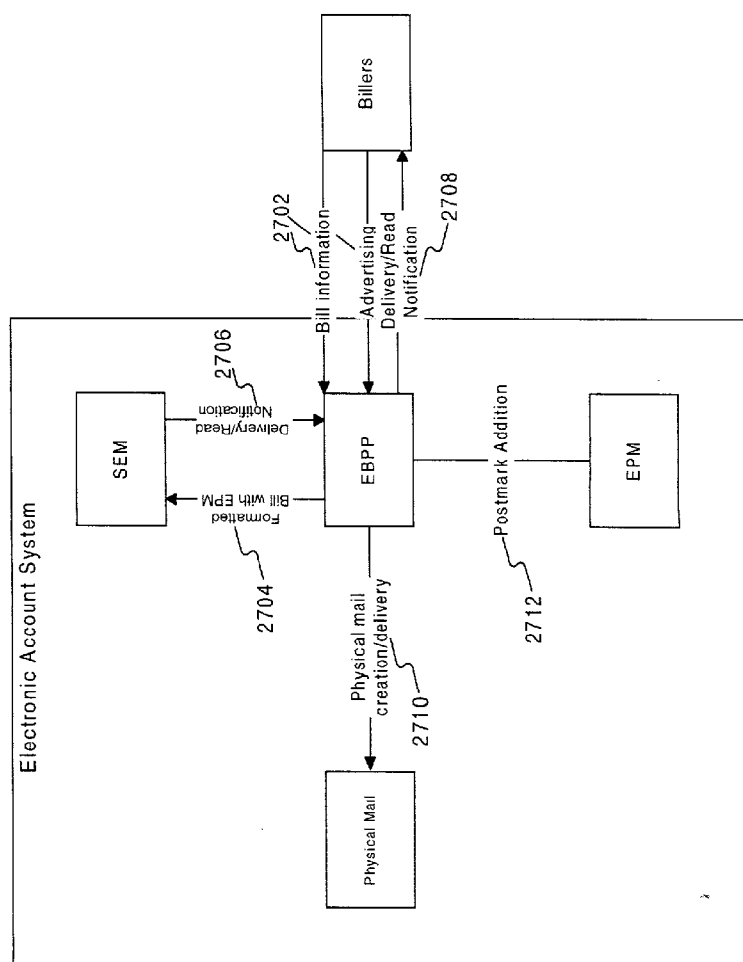 Electronic Account System
SEM
2704
Formatted
Bill with EPM
Delivery/Read
Notification
2706
Physical Mail
Physical mail
creation/delivery
2710
EBPP
2702
Bill information
Advertising
Delivery/Read
Notification
2708
Billers
Postmark Addition
2712
EPM